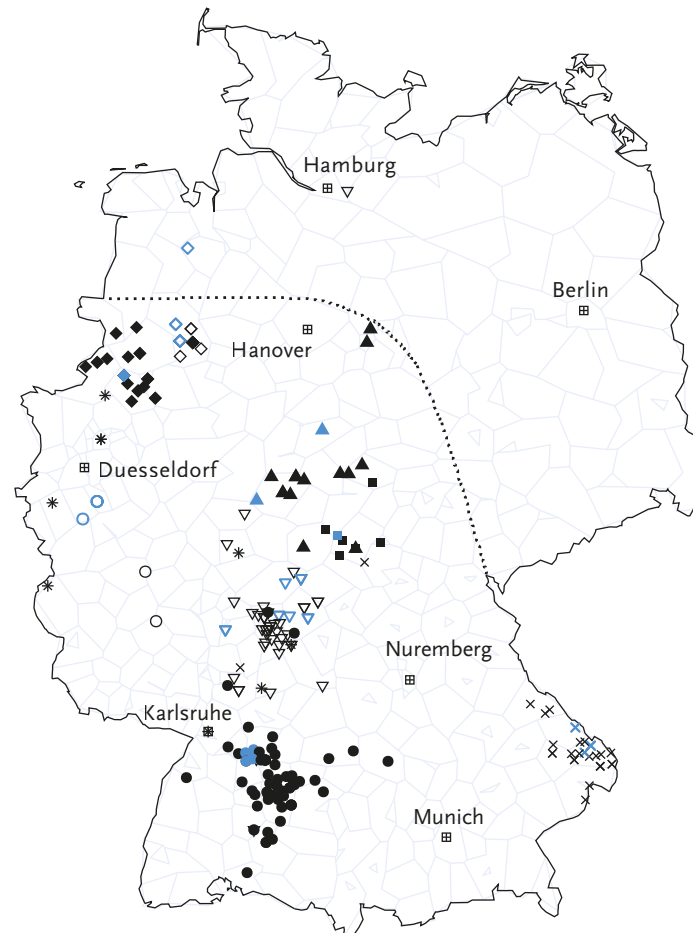 Hamburg
Berlin
Hanover
Duesseldorf
Nuremberg
Karlsruhe
Munich